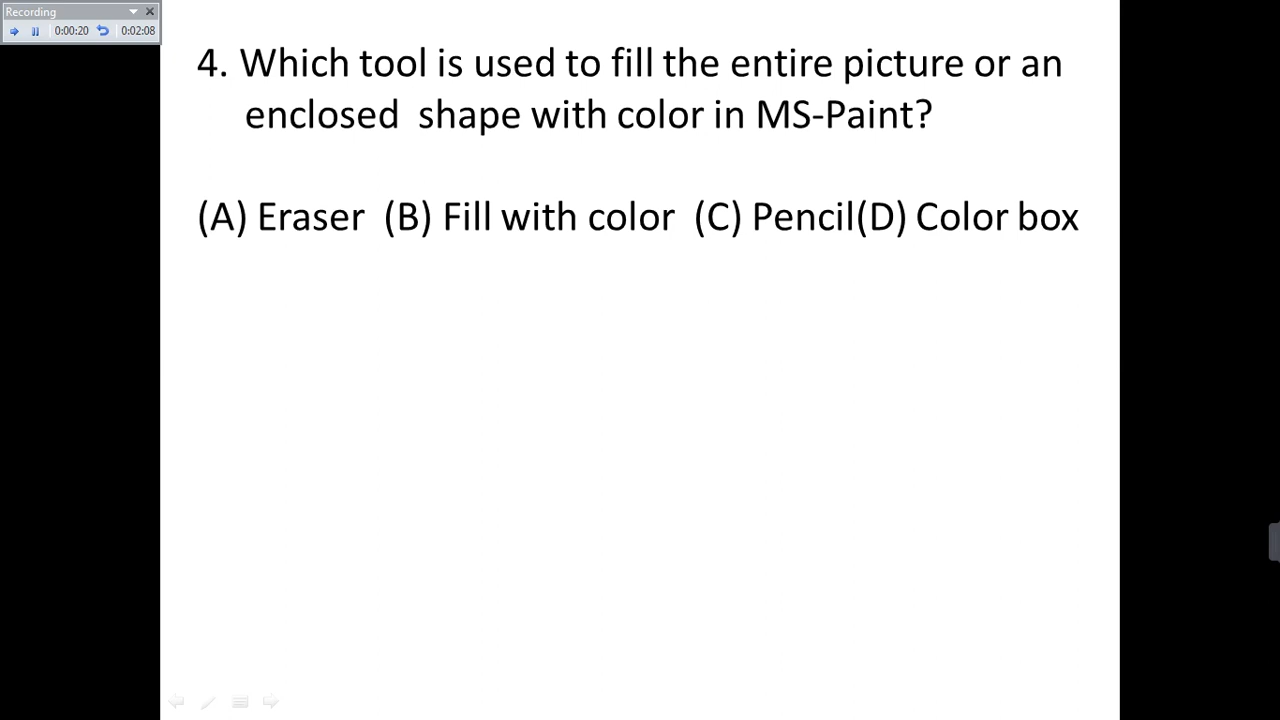 Recording
0:00:20 0:02:08
4. Which tool is used to fill the entire picture or an
enclosed shape with color in MS-Paint?
(A) Eraser (B) Fill with color (C) Pencil(D) Color box